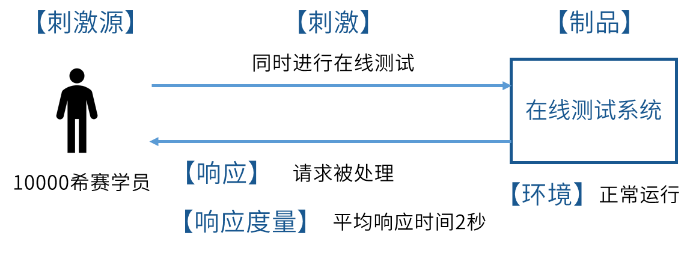 【刺激源】 【刺激】 【制品】
同时进行在线测试
在线测试系统
10000希赛学员
【响应】 请求被处理
【环境】 正常运行
【响应度量】 平均响应时间2秒